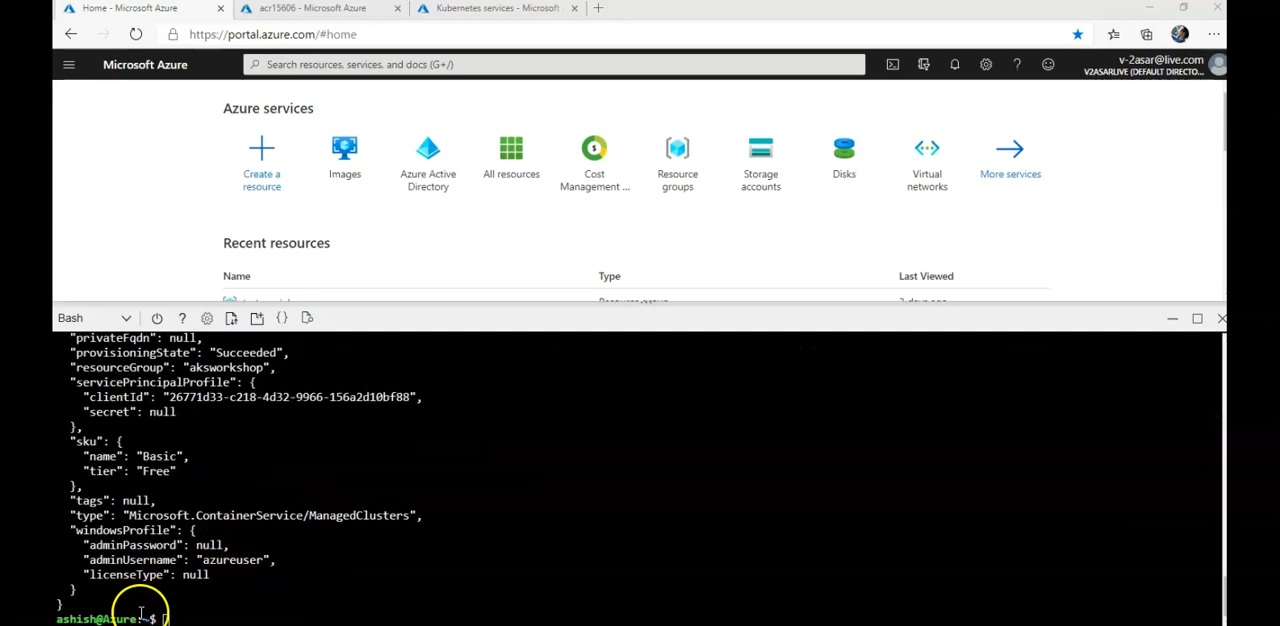 Home - Microsoft Azure
acr15606 - Microsoft Azure
Kubernetes services - Microsoft
https://portal.azure.com/#home
Microsoft Azure
Search resources, services, and docs (G+/)
v-2asar@live.com
V2ASARLIVE (DEFAULT DIRECTO...
Azure services
Create a resource
Images
Azure Active Directory
All resources
Cost Management ...
Resource groups
Storage accounts
Disks
Virtual networks
More services
Recent resources
Name Type Last Viewed
Bash
"privateFqdn": null,
"provisioningState": "Succeeded",
"resourceGroup": "aksworkshop",
"servicePrincipalProfile": {
"clientId": "26771d33-c218-4d32-9966-156a2d10bf88",
"secret": null
},
"sku": {
"name": "Basic",
"tier": "Free"
},
"tags": null,
"type": "Microsoft.ContainerService/ManagedClusters",
"windowsProfile": {
"adminPassword": null,
"adminUsername": "azureuser",
"licenseType": null
}
}
ashish@Azure:~$